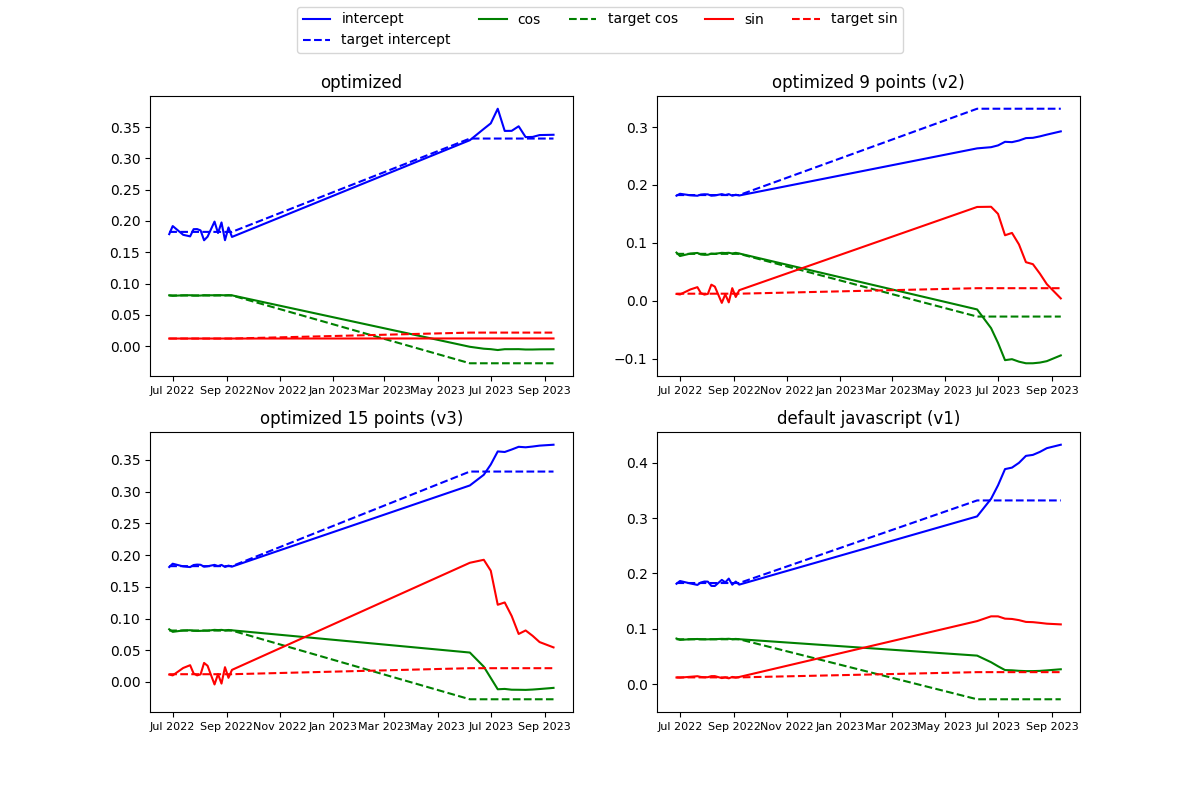 intercept cos target cos sin target sin
target intercept
optimized
0.35
0.30
0.25
0.20
0.15
0.10
0.05
0.00
Jul 2022 Sep 2022 Nov 2022 Jan 2023 Mar 2023 May 2023 Jul 2023 Sep 2023
optimized 9 points (v2)
0.3
0.2
0.1
0.0
−0.1
Jul 2022 Sep 2022 Nov 2022 Jan 2023 Mar 2023 May 2023 Jul 2023 Sep 2023
optimized 15 points (v3)
0.35
0.30
0.25
0.20
0.15
0.10
0.05
0.00
Jul 2022 Sep 2022 Nov 2022 Jan 2023 Mar 2023 May 2023 Jul 2023 Sep 2023
default javascript (v1)
0.4
0.3
0.2
0.1
0.0
Jul 2022 Sep 2022 Nov 2022 Jan 2023 Mar 2023 May 2023 Jul 2023 Sep 2023